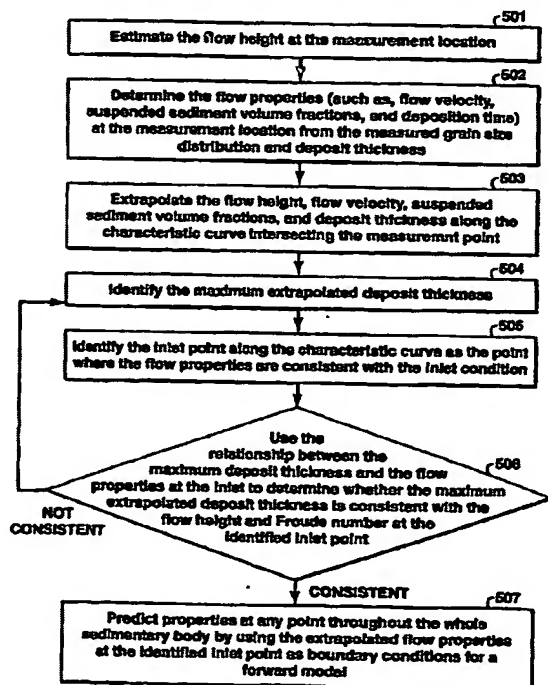 501
Estimate the flow height at the measurement location
502
Determine the flow properties (such as, flow velocity,
suspended sediment volume fractions, and deposition time)
at the measurement location from the measured grain size
distribution and deposit thickness
503
Extrapolate the flow height, flow velocity, suspended
sediment volume fractions, and deposit thickness along the
characteristic curve intersecting the measuremnt point
504
Identify the maximum extrapolated deposit thickness
505
Identify the inlet point along the characteristic curve as the point
where the flow properties are consistent with the inlet condition
506
Use the
relationship between the
maximum deposit thickness and the flow
properties at the inlet to determine whether the maximum
extrapolated deposit thickness is consistent with the
flow height and Froude number at the
identified inlet point
NOT
CONSISTENT
CONSISTENT
507
Predict properties at any point throughout the whole
sedimentary body by using the extrapolated flow properties
at the identified inlet point as boundary conditions for a
forward model